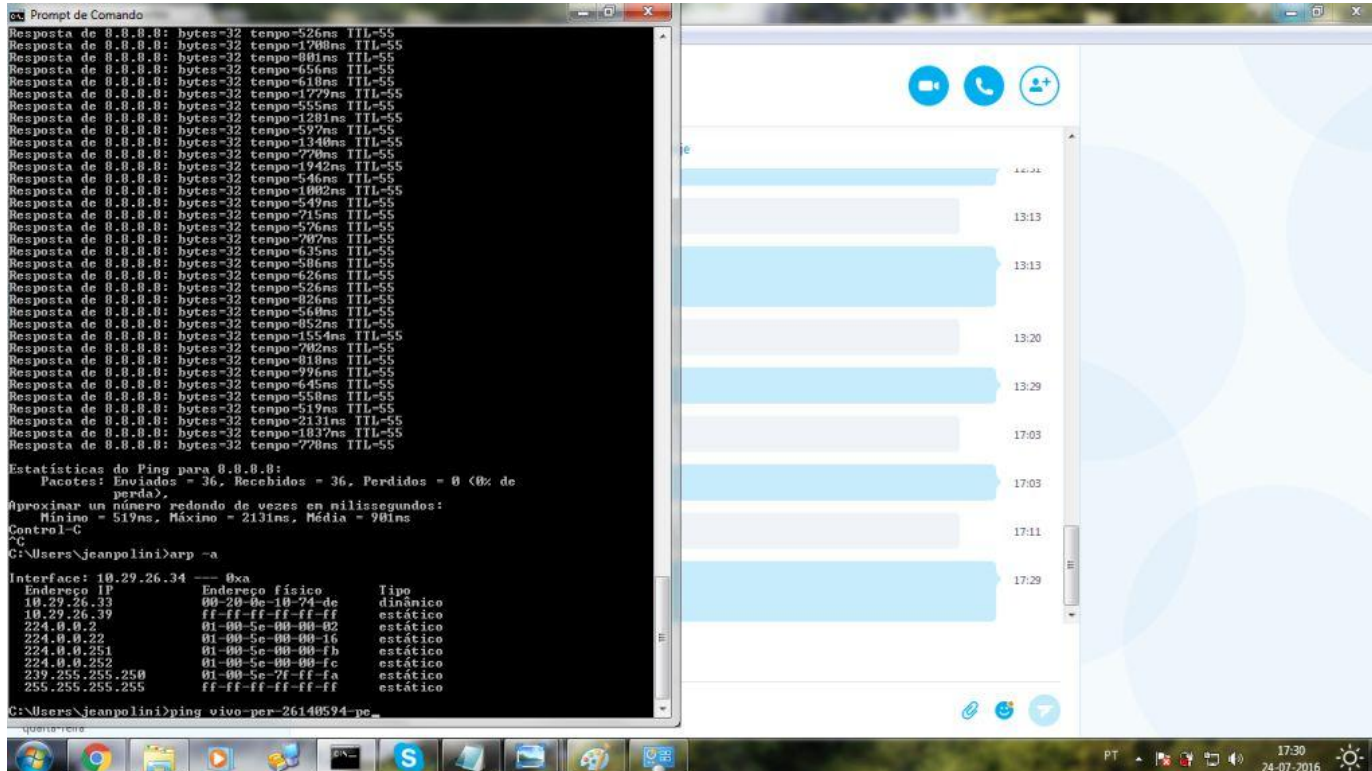 Prompt de Comando
Resposta de 8.8.8.8: bytes=32 tempo=526ms TTL=55
Resposta de 8.8.8.8: bytes=32 tempo=1708ms TTL=55
Resposta de 8.8.8.8: bytes=32 tempo=801ms TTL=55
Resposta de 8.8.8.8: bytes=32 tempo=656ms TTL=55
Resposta de 8.8.8.8: bytes=32 tempo=618ms TTL=55
Resposta de 8.8.8.8: bytes=32 tempo=1779ms TTL=55
Resposta de 8.8.8.8: bytes=32 tempo=555ms TTL=55
Resposta de 8.8.8.8: bytes=32 tempo=1281ms TTL=55
Resposta de 8.8.8.8: bytes=32 tempo=597ms TTL=55
Resposta de 8.8.8.8: bytes=32 tempo=1340ms TTL=55
Resposta de 8.8.8.8: bytes=32 tempo=770ms TTL=55
Resposta de 8.8.8.8: bytes=32 tempo=1942ms TTL=55
Resposta de 8.8.8.8: bytes=32 tempo=546ms TTL=55
Resposta de 8.8.8.8: bytes=32 tempo=1002ms TTL=55
Resposta de 8.8.8.8: bytes=32 tempo=549ms TTL=55
Resposta de 8.8.8.8: bytes=32 tempo=715ms TTL=55
Resposta de 8.8.8.8: bytes=32 tempo=576ms TTL=55
Resposta de 8.8.8.8: bytes=32 tempo=707ms TTL=55
Resposta de 8.8.8.8: bytes=32 tempo=635ms TTL=55
Resposta de 8.8.8.8: bytes=32 tempo=586ms TTL=55
Resposta de 8.8.8.8: bytes=32 tempo=626ms TTL=55
Resposta de 8.8.8.8: bytes=32 tempo=526ms TTL=55
Resposta de 8.8.8.8: bytes=32 tempo=826ms TTL=55
Resposta de 8.8.8.8: bytes=32 tempo=560ms TTL=55
Resposta de 8.8.8.8: bytes=32 tempo=852ms TTL=55
Resposta de 8.8.8.8: bytes=32 tempo=1554ms TTL=55
Resposta de 8.8.8.8: bytes=32 tempo=702ms TTL=55
Resposta de 8.8.8.8: bytes=32 tempo=818ms TTL=55
Resposta de 8.8.8.8: bytes=32 tempo=996ms TTL=55
Resposta de 8.8.8.8: bytes=32 tempo=645ms TTL=55
Resposta de 8.8.8.8: bytes=32 tempo=558ms TTL=55
Resposta de 8.8.8.8: bytes=32 tempo=519ms TTL=55
Resposta de 8.8.8.8: bytes=32 tempo=2131ms TTL=55
Resposta de 8.8.8.8: bytes=32 tempo=1837ms TTL=55
Resposta de 8.8.8.8: bytes=32 tempo=778ms TTL=55
Estatísticas do Ping para 8.8.8.8:
Pacotes: Enviados = 36, Recebidos = 36, Perdidos = 0 (0% de
perda),
Aproximar um número redondo de vezes em milissegundos:
Mínimo = 519ms, Máximo = 2131ms, Média = 901ms
Control-C
^C
C:\Users\jeanpolini>arp -a
Interface: 10.29.26.34 --- 0xa
Endereço IP Endereço físico Tipo
10.29.26.33 00-20-0e-10-74-de dinâmico
10.29.26.39 ff-ff-ff-ff-ff-ff estático
224.0.0.2 01-00-5e-00-00-02 estático
224.0.0.22 01-00-5e-00-00-16 estático
224.0.0.251 01-00-5e-00-00-fb estático
224.0.0.252 01-00-5e-00-00-fc estático
239.255.255.250 01-00-5e-7f-ff-fa estático
255.255.255.255 ff-ff-ff-ff-ff-ff estático
C:\Users\jeanpolini>ping vivo-per-26140594-pe_
je
12:51
13:13
13:13
13:20
13:29
17:03
17:03
17:11
17:29
quarta-feira
PT
17:30
24-07-2016